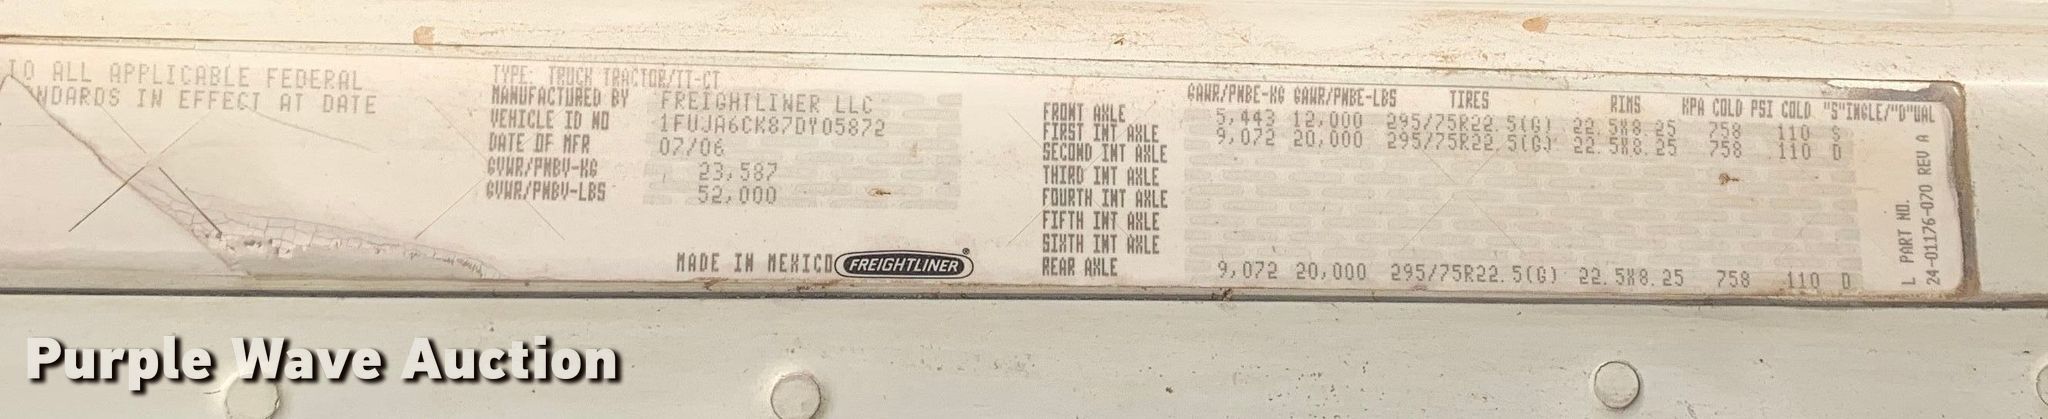 TO ALL APPLICABLE FEDERAL
NDARDS IN EFFECT AT DATE
TYPE: TRUCK TRACTOR/TT-CT
MANUFACTURED BY FREIGHTLINER LLC
VEHICLE ID NO 1FUJA6CK87DY05872
DATE OF MFR 07/06
GVWR/PNBV-KG 23,587
GVWR/PNBV-LBS 52,000
MADE IN MEXICO FREIGHTLINER
GAWR/PNBE-KG GAWR/PNBE-LBS TIRES RIMS KPA COLD PSI COLD "S"INGLE/"D"UAL
FRONT AXLE 5,443 12,000 295/75R22.5(G) 22.5X8.25 758 110 S
FIRST INT AXLE 9,072 20,000 295/75R22.5(G) 22.5X8.25 758 110 D
SECOND INT AXLE
THIRD INT AXLE
FOURTH INT AXLE
FIFTH INT AXLE
SIXTH INT AXLE
REAR AXLE 9,072 20,000 295/75R22.5(G) 22.5X8.25 758 110 D
L PART NO.
24-01176-070 REV A
Purple Wave Auction